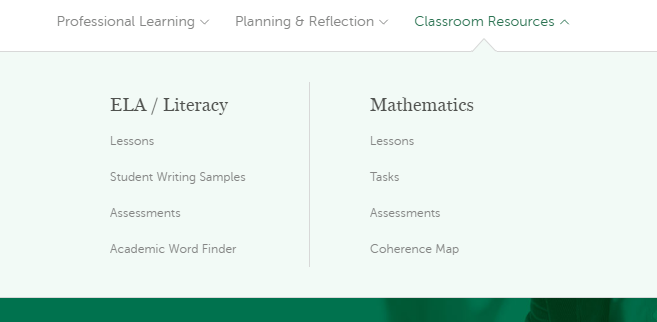 Professional Learning
Planning & Reflection
Classroom Resources
ELA / Literacy
Lessons
Student Writing Samples
Assessments
Academic Word Finder
Mathematics
Lessons
Tasks
Assessments
Coherence Map